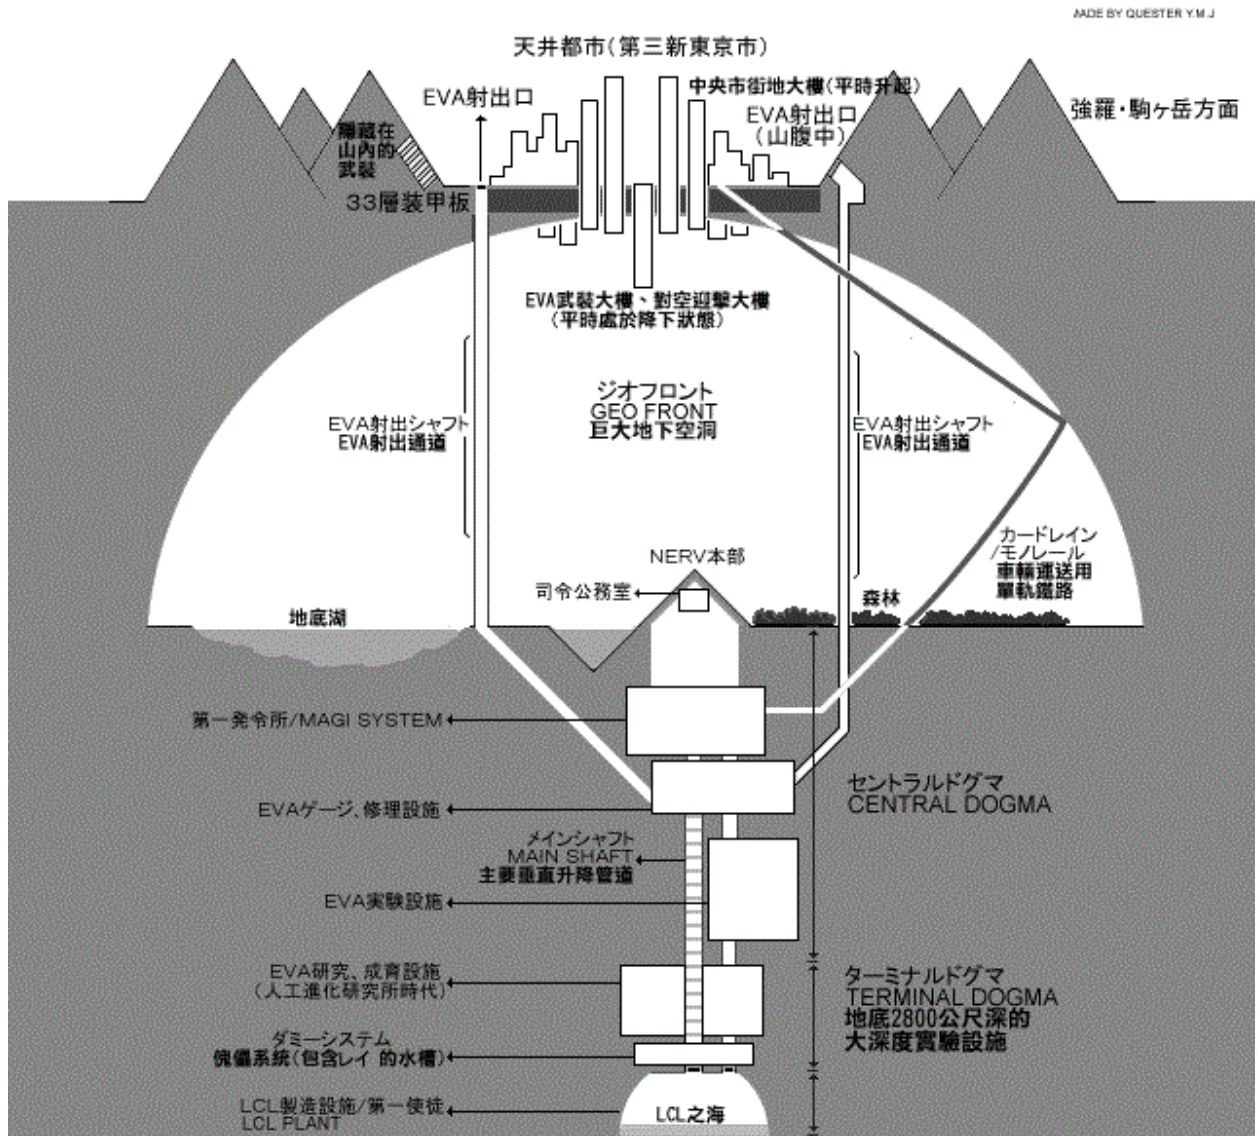 MADE BY QUESTER Y.M.J
天井都市(第三新東京市)
EVA射出口
中央市街地大樓(平時升起)
EVA射出口
(山腹中)
強羅・駒ヶ岳方面
隱藏在
山內的
武裝
33層装甲板
EVA武裝大樓、對空迎擊大樓
(平時處於降下狀態)
ジオフロント
GEO FRONT
巨大地下空洞
EVA射出シャフト
EVA射出通道
EVA射出シャフト
EVA射出通道
カードレイン
/モノレール
車輛運送用
單軌鐵路
NERV本部
司令公務室
森林
地底湖
第一発令所/MAGI SYSTEM
セントラルドグマ
CENTRAL DOGMA
EVAゲージ、修理設施
メインシャフト
MAIN SHAFT
主要垂直升降管道
EVA実験設施
EVA研究、成育設施
(人工進化研究所時代)
ターミナルドグマ
TERMINAL DOGMA
地底2800公尺深的
大深度實驗設施
ダミーシステム
傀儡系統(包含レイ 的水槽)
LCL製造設施/第一使徒
LCL PLANT
LCL之海